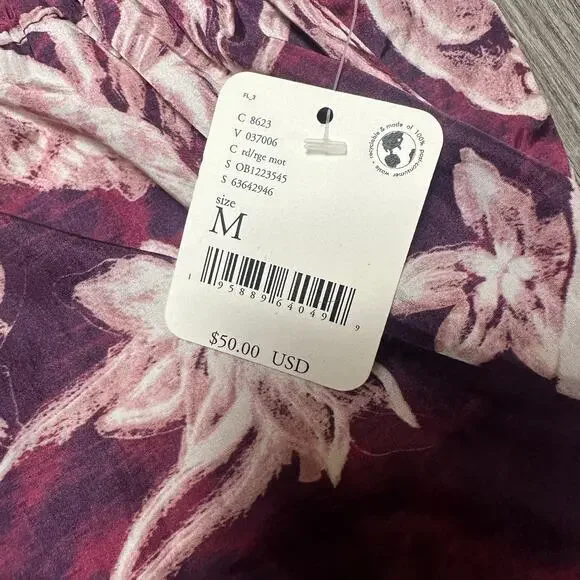 FL_3
C 8623
V 037006
C rd/rge mot
S OB1223545
S 63642946
size
M
1 95889 64049 9
$50.00 USD
recyclable & made of 100% post-consumer waste